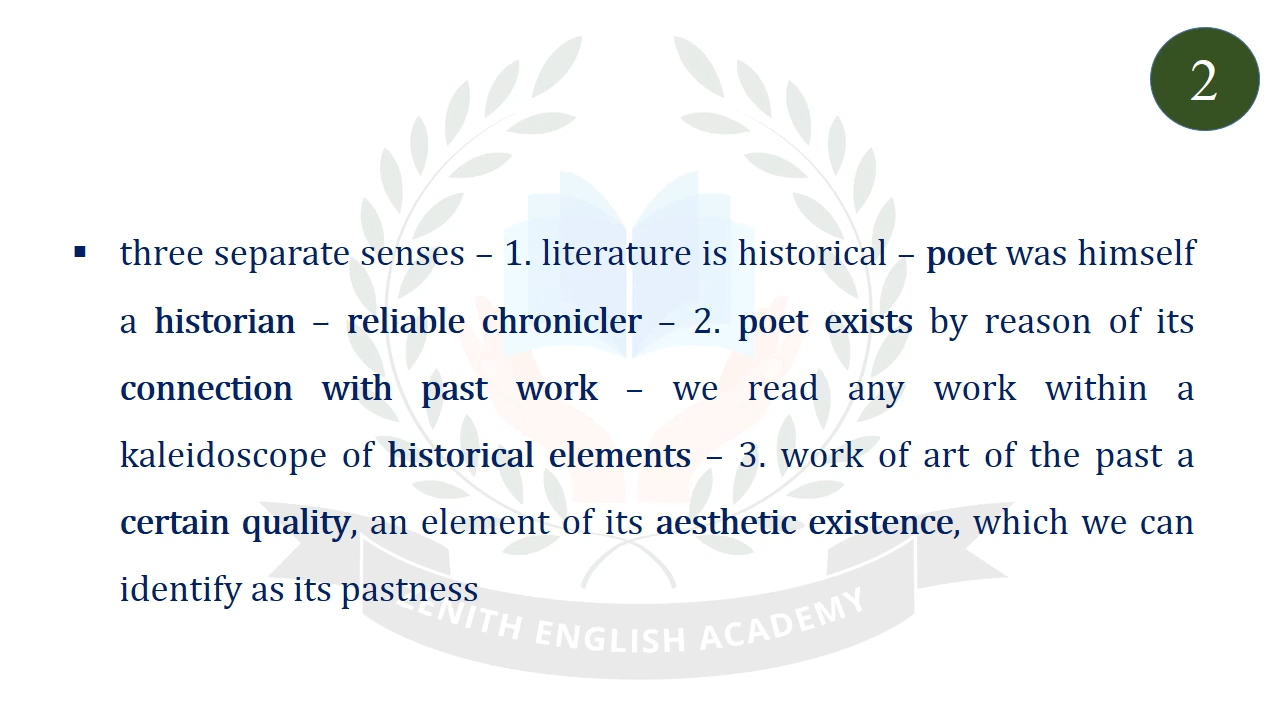 2
▪ three separate senses – 1. literature is historical – poet was himself
a historian – reliable chronicler – 2. poet exists by reason of its
connection with past work – we read any work within a
kaleidoscope of historical elements – 3. work of art of the past a
certain quality, an element of its aesthetic existence, which we can
identify as its pastness
ZENITH ENGLISH ACADEMY